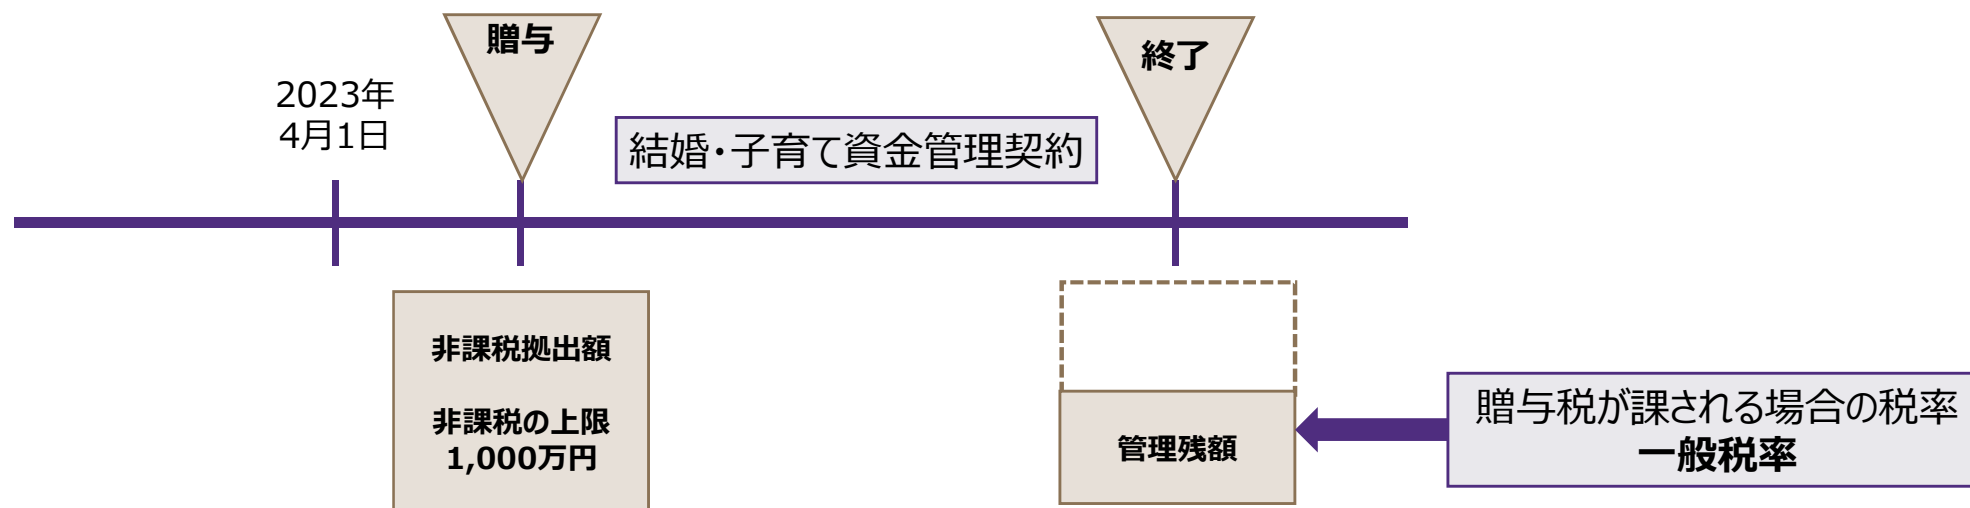 贈与
終了
2023年
4月1日
結婚・子育て資金管理契約
非課税拠出額
非課税の上限
1,000万円
管理残額
贈与税が課される場合の税率
一般税率